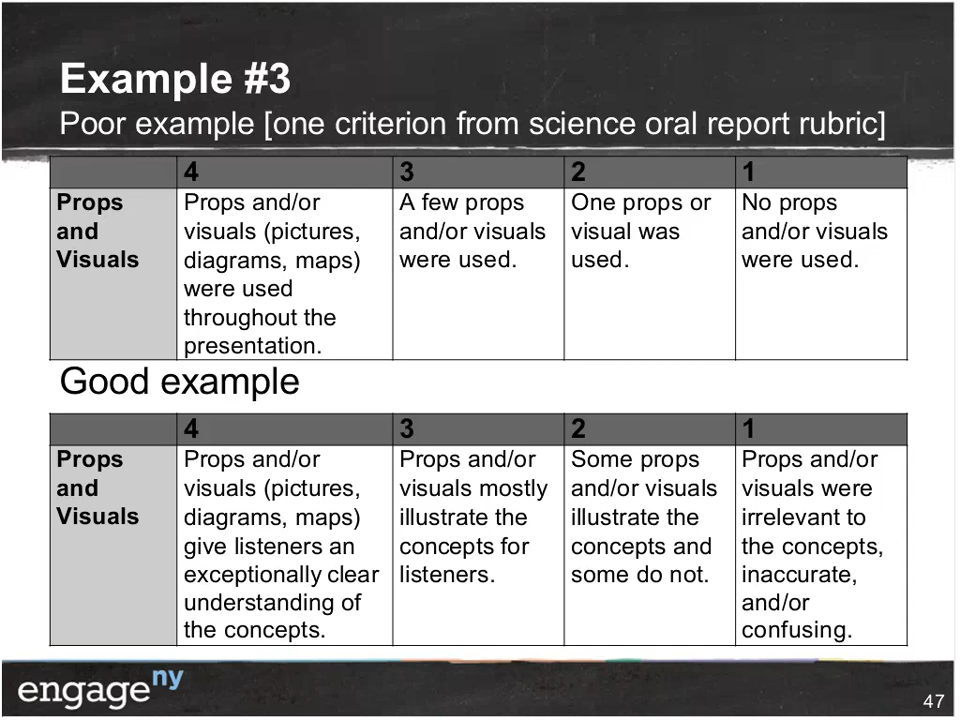 Example #3
Poor example [one criterion from science oral report rubric]
4 3 2 1
Props
and
Visuals
Props and/or
visuals (pictures,
diagrams, maps)
were used
throughout the
presentation.
A few props
and/or visuals
were used.
One props or
visual was
used.
No props
and/or visuals
were used.
Good example
4 3 2 1
Props
and
Visuals
Props and/or
visuals (pictures,
diagrams, maps)
give listeners an
exceptionally clear
understanding of
the concepts.
Props and/or
visuals mostly
illustrate the
concepts for
listeners.
Some props
and/or visuals
illustrate the
concepts and
some do not.
Props and/or
visuals were
irrelevant to
the concepts,
inaccurate,
and/or
confusing.
engageny
47